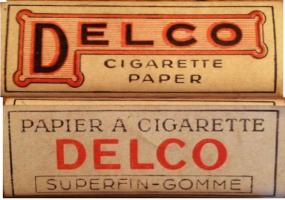 DELCO
CIGARETTE
PAPER
PAPIER A CIGARETTE
DELCO
SUPERFIN-GOMME